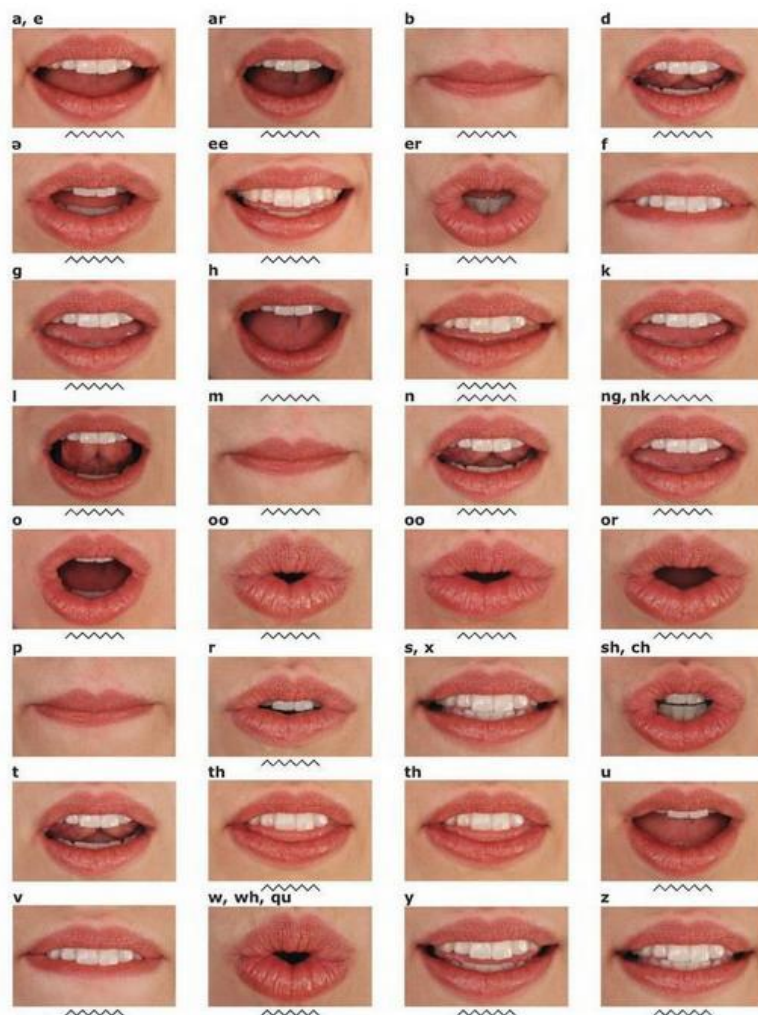 a, e ar b d
ə ee er f
g h i k
l m n ng, nk
o oo oo or
p r s, x sh, ch
t th th u
v w, wh, qu y z